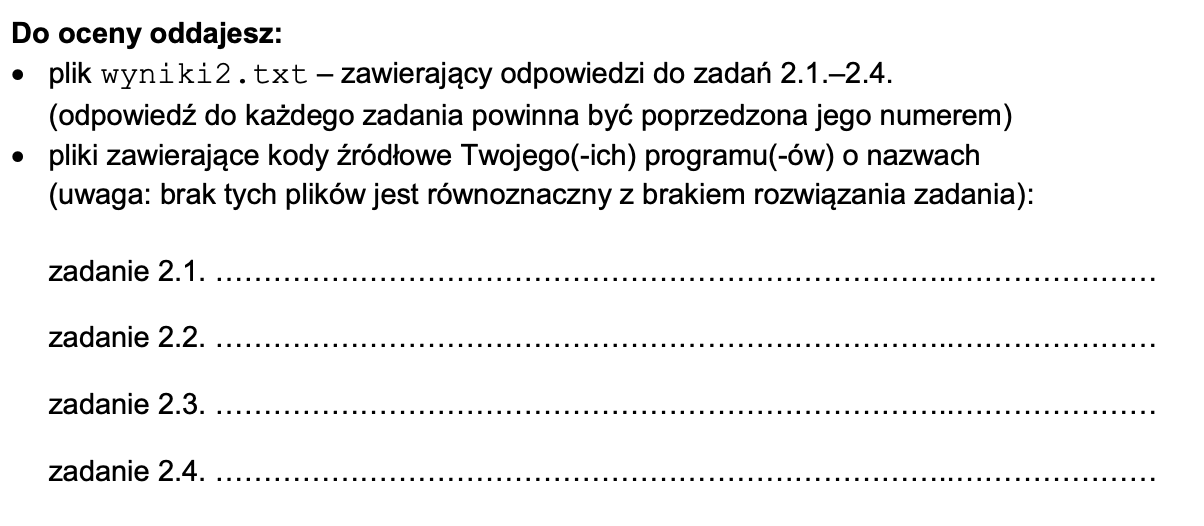 Do oceny oddajesz:
• plik wyniki2.txt – zawierający odpowiedzi do zadań 2.1.–2.4.
(odpowiedź do każdego zadania powinna być poprzedzona jego numerem)
• pliki zawierające kody źródłowe Twojego(-ich) programu(-ów) o nazwach
(uwaga: brak tych plików jest równoznaczny z brakiem rozwiązania zadania):
zadanie 2.1. ……………………………………………………………………………………
zadanie 2.2. ……………………………………………………………………………………
zadanie 2.3. ……………………………………………………………………………………
zadanie 2.4. ……………………………………………………………………………………